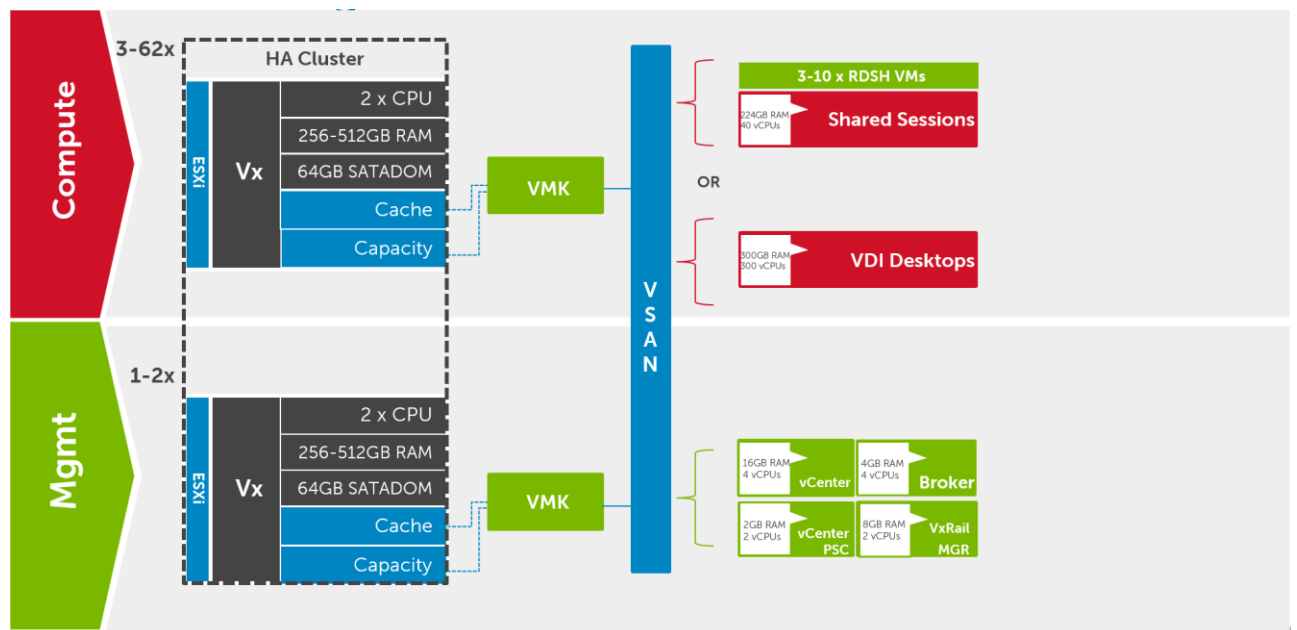 Compute
3-62x
HA Cluster
ESXi
Vx
2 x CPU
256-512GB RAM
64GB SATADOM
Cache
Capacity
VMK
VSAN
3-10 x RDSH VMs
224GB RAM
40 vCPUs
Shared Sessions
OR
300GB RAM
300 vCPUs
VDI Desktops
Mgmt
1-2x
ESXi
Vx
2 x CPU
256-512GB RAM
64GB SATADOM
Cache
Capacity
VMK
16GB RAM
4 vCPUs
vCenter
4GB RAM
4 vCPUs
Broker
2GB RAM
2 vCPUs
vCenter
PSC
8GB RAM
2 vCPUs
VxRail
MGR